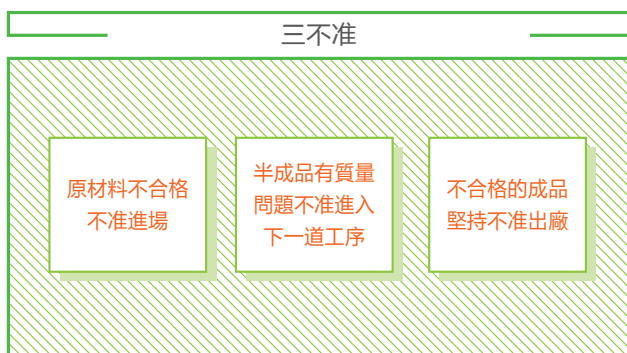 三不准
原材料不合格
不准進場
半成品有質量
問題不准進入
下一道工序
不合格的成品
堅持不准出廠